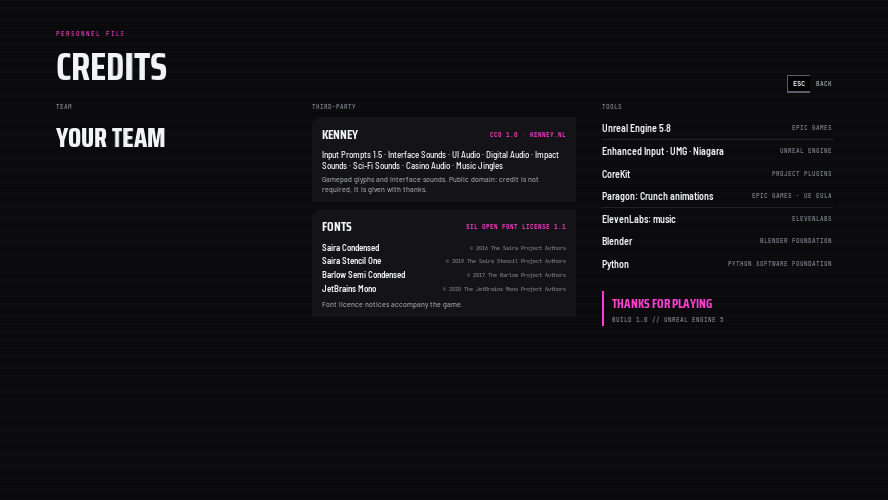 PERSONNEL FILE
CREDITS
ESC BACK
TEAM
YOUR TEAM
THIRD-PARTY
KENNEY CC0 1.0 · KENNEY.NL
Input Prompts 1.5 · Interface Sounds · UI Audio · Digital Audio · Impact
Sounds · Sci-Fi Sounds · Casino Audio · Music Jingles
Gamepad glyphs and interface sounds. Public domain: credit is not
required, it is given with thanks.
FONTS SIL OPEN FONT LICENSE 1.1
Saira Condensed © 2016 The Saira Project Authors
Saira Stencil One © 2019 The Saira Stencil Project Authors
Barlow Semi Condensed © 2017 The Barlow Project Authors
JetBrains Mono © 2020 The JetBrains Mono Project Authors
Font licence notices accompany the game.
TOOLS
Unreal Engine 5.8 EPIC GAMES
Enhanced Input · UMG · Niagara UNREAL ENGINE
CoreKit PROJECT PLUGINS
Paragon: Crunch animations EPIC GAMES · UE EULA
ElevenLabs: music ELEVENLABS
Blender BLENDER FOUNDATION
Python PYTHON SOFTWARE FOUNDATION
THANKS FOR PLAYING
BUILD 1.0 // UNREAL ENGINE 5